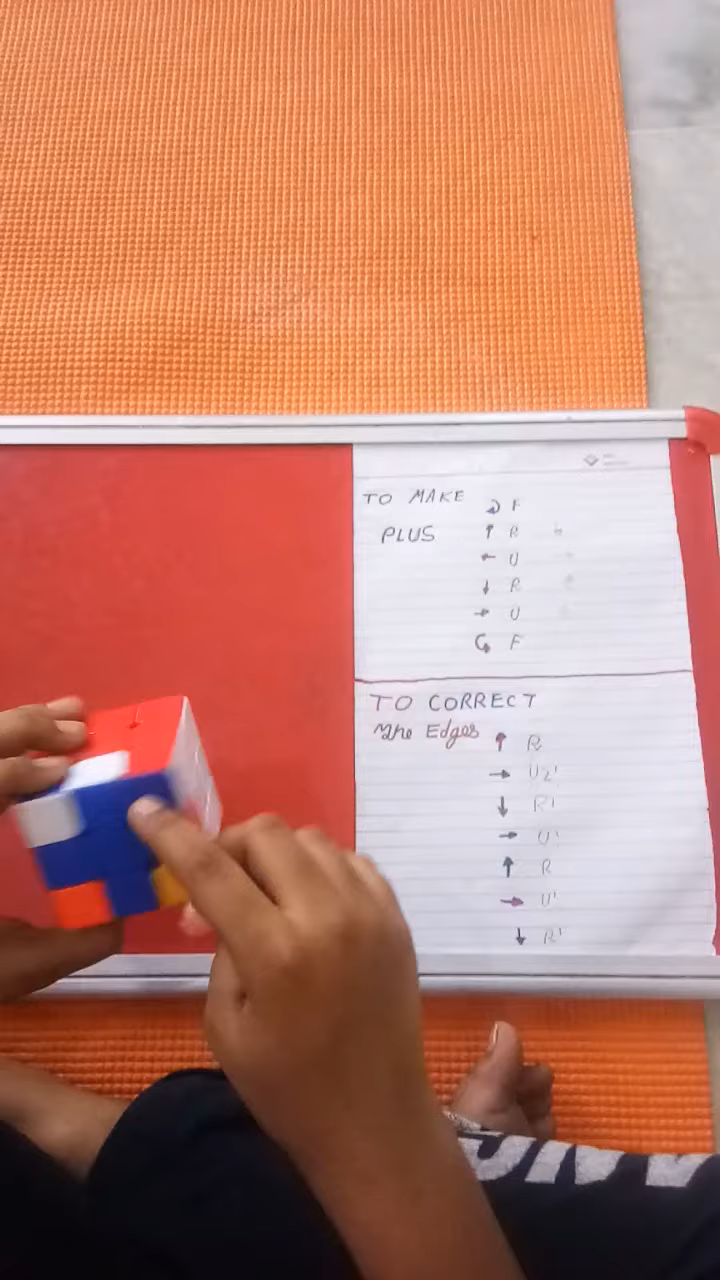 TO MAKE
PLUS
F
R
U
R
U
F
TO CORRECT
The Edges
R
U2'
R'
U'
R
U'
R'